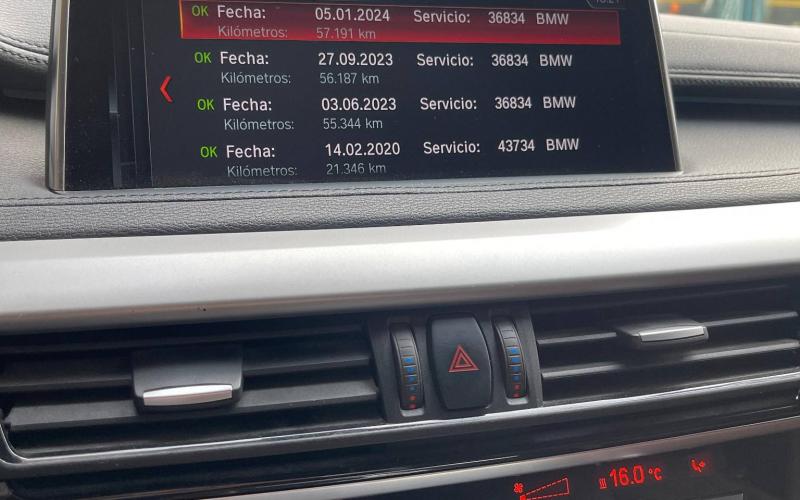 OK Fecha: 05.01.2024 Servicio: 36834 BMW
Kilómetros: 57.191 km
OK Fecha: 27.09.2023 Servicio: 36834 BMW
Kilómetros: 56.187 km
OK Fecha: 03.06.2023 Servicio: 36834 BMW
Kilómetros: 55.344 km
OK Fecha: 14.02.2020 Servicio: 43734 BMW
Kilómetros: 21.346 km
16.0 °C